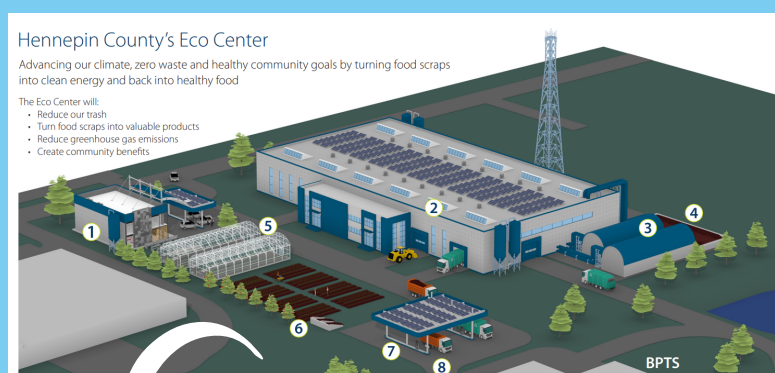 Hennepin County's Eco Center
Advancing our climate, zero waste and healthy community goals by turning food scraps
into clean energy and back into healthy food
The Eco Center will:
• Reduce our trash
• Turn food scraps into valuable products
• Reduce greenhouse gas emissions
• Create community benefits
4
5
2
3
1
6
7
8
BPTS